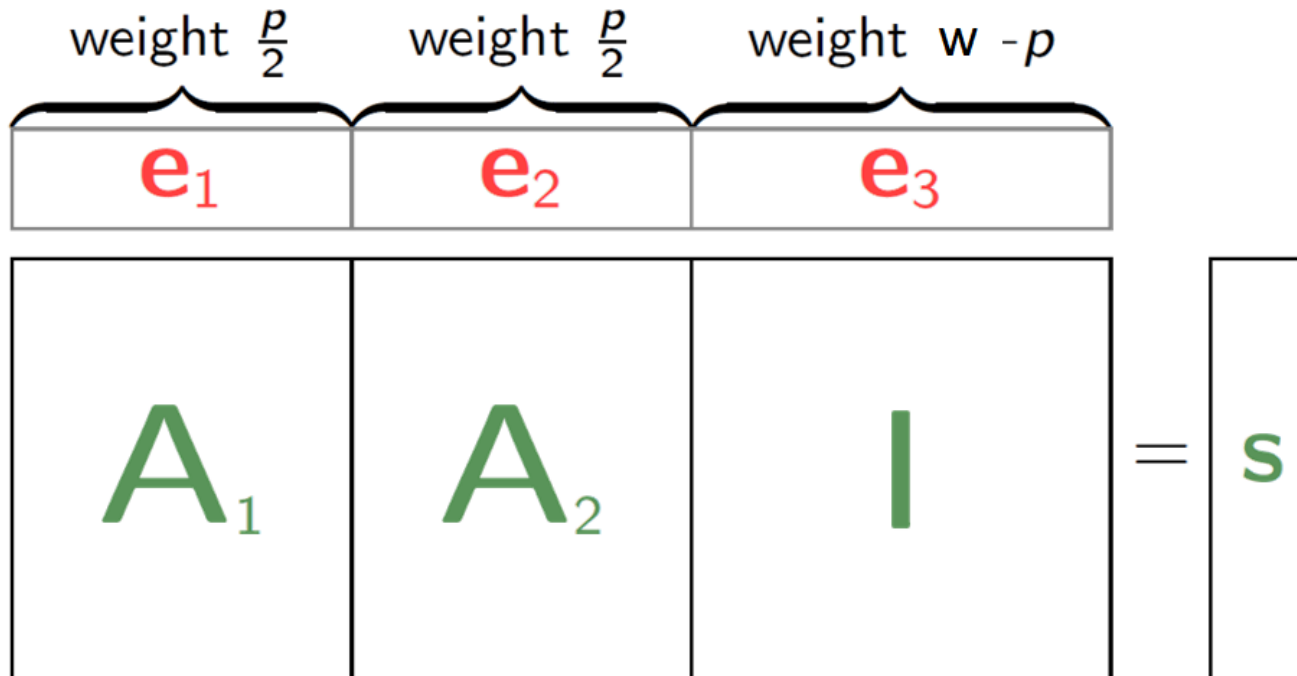 weight p/2 weight p/2 weight w -p
e₁ e₂ e₃
A₁ A₂ I = s